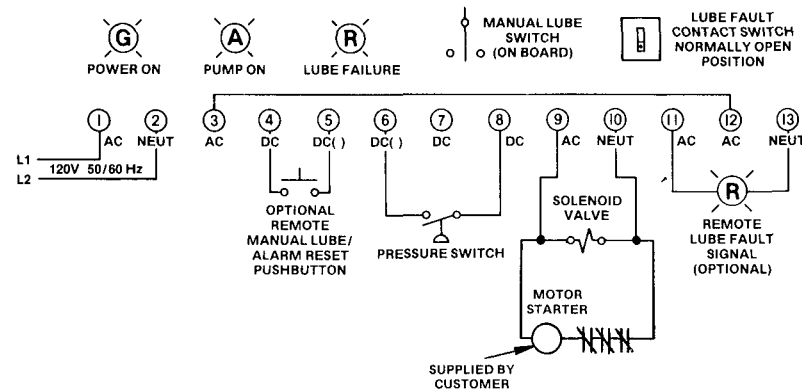 G
POWER ON
A
PUMP ON
R
LUBE FAILURE
MANUAL LUBE
SWITCH
(ON BOARD)
LUBE FAULT
CONTACT SWITCH
NORMALLY OPEN
POSITION
1 2 3 4 5 6 7 8 9 10 11 12 13
AC NEUT AC DC DC( ) DC( ) DC DC AC NEUT AC AC NEUT
L1
120V 50/60 Hz
L2
OPTIONAL
REMOTE
MANUAL LUBE/
ALARM RESET
PUSHBUTTON
PRESSURE SWITCH
SOLENOID
VALVE
MOTOR
STARTER
SUPPLIED BY
CUSTOMER
R
REMOTE
LUBE FAULT
SIGNAL
(OPTIONAL)